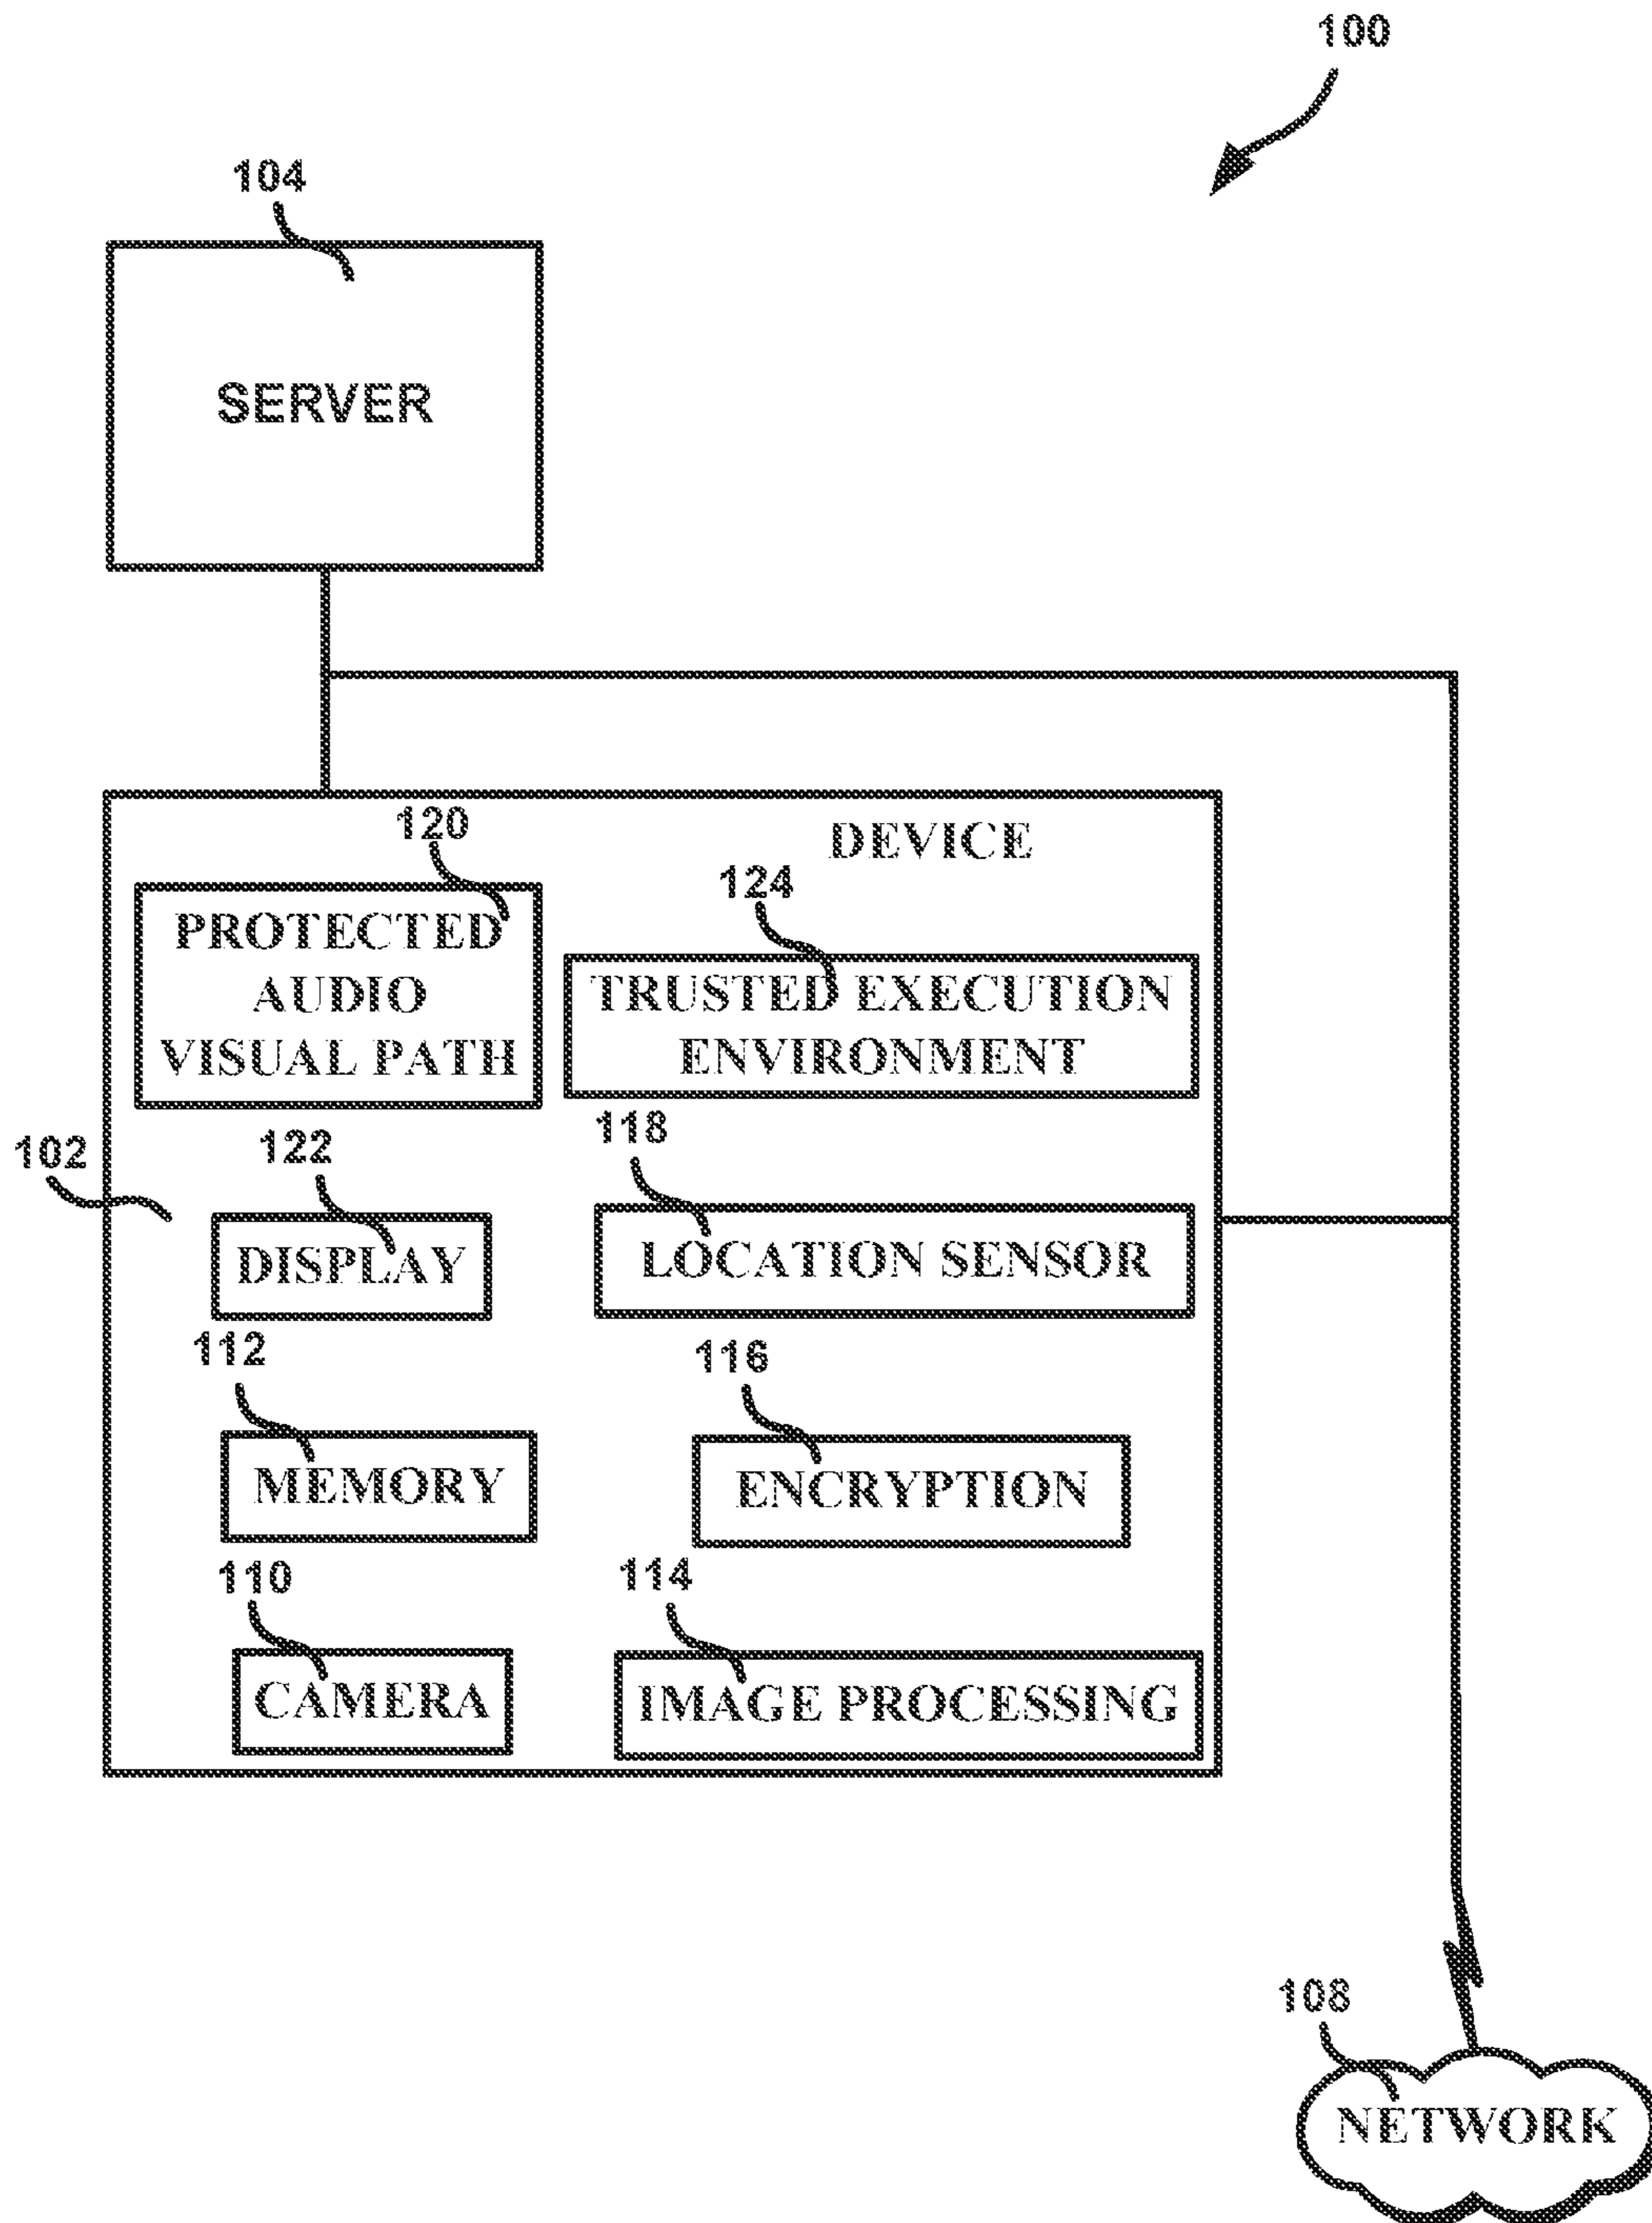 100
104
SERVER
DEVICE
120
PROTECTED
AUDIO
VISUAL PATH
124
TRUSTED EXECUTION
ENVIRONMENT
102
122
DISPLAY
118
LOCATION SENSOR
112
MEMORY
116
ENCRYPTION
110
CAMERA
114
IMAGE PROCESSING
108
NETWORK